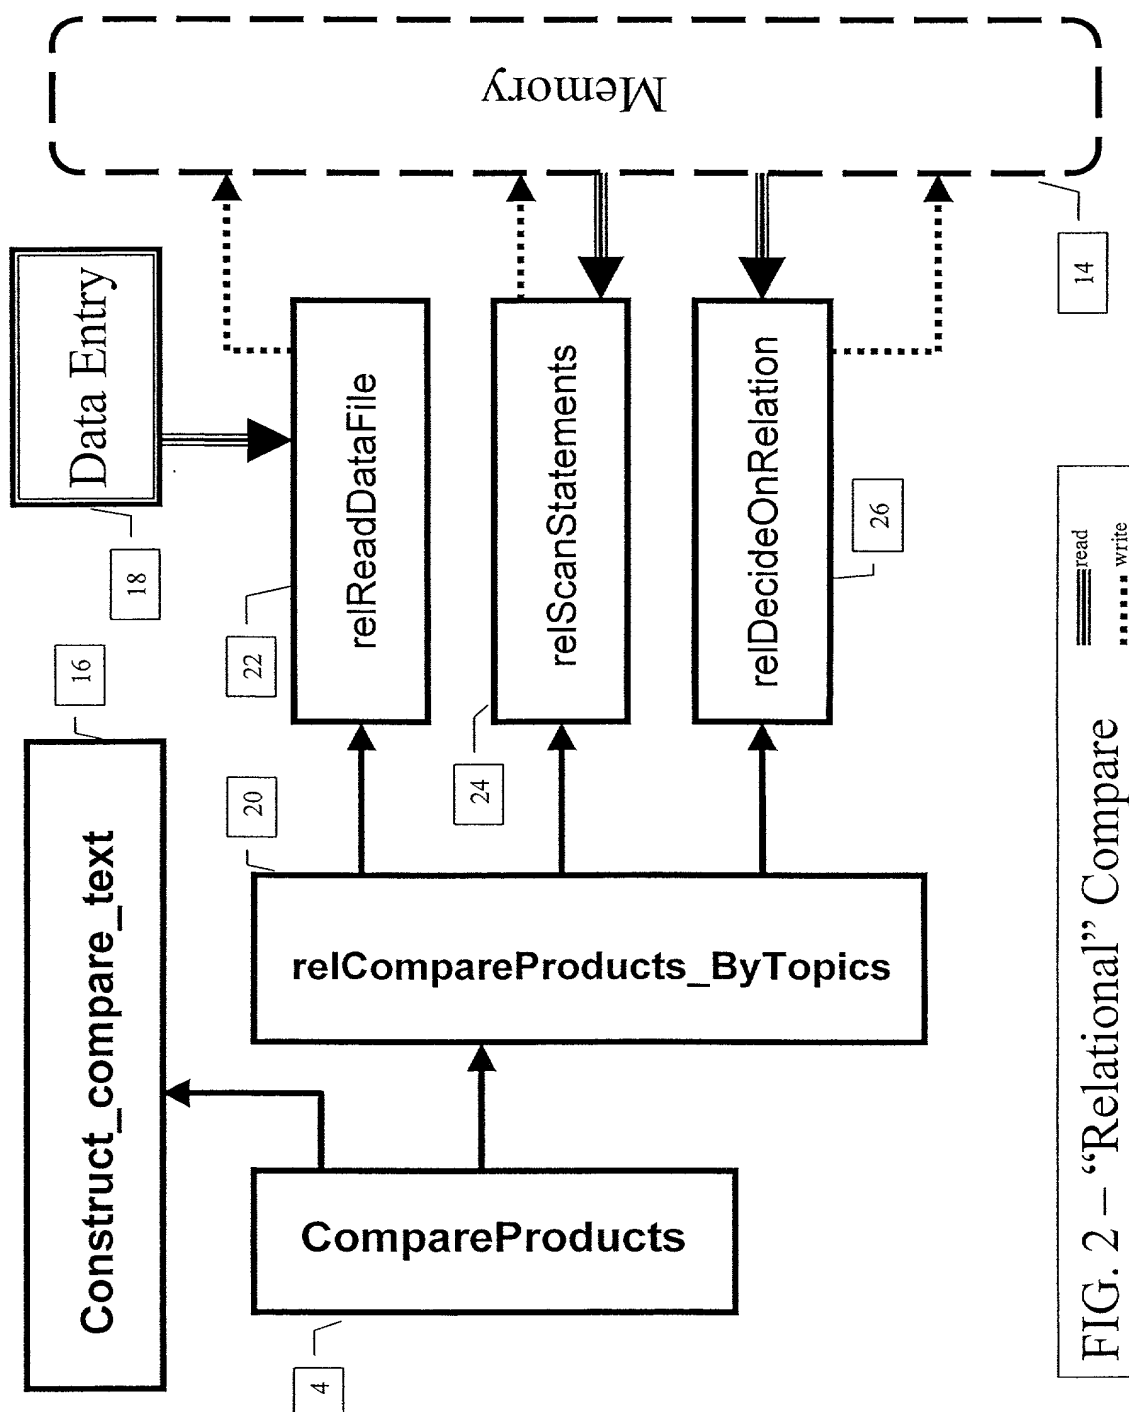 Memory
Data Entry
18
16
Construct_compare_text
22
relReadDataFile
20
24
relScanStatements
relDecideOnRelation
26
14
relCompareProducts_ByTopics
CompareProducts
4
FIG. 2 – “Relational” Compare
read
write